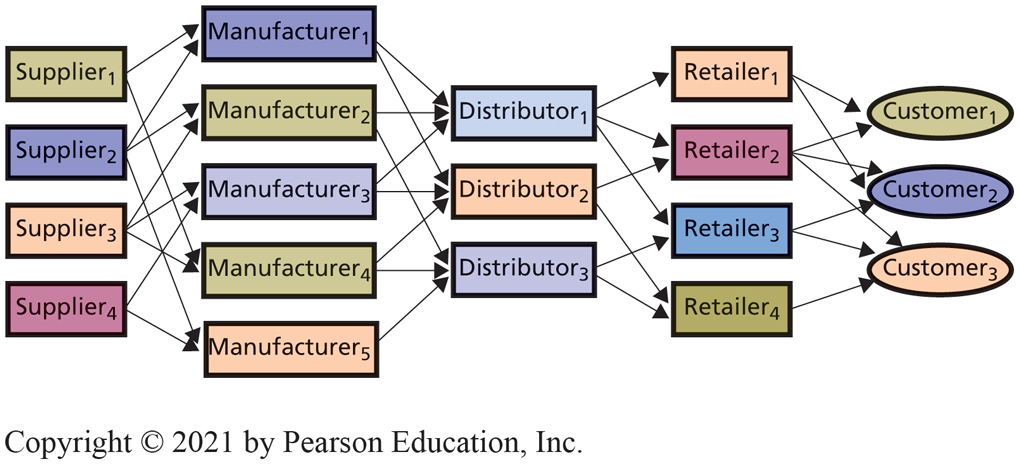 Supplier₁
Supplier₂
Supplier₃
Supplier₄
Manufacturer₁
Manufacturer₂
Manufacturer₃
Manufacturer₄
Manufacturer₅
Distributor₁
Distributor₂
Distributor₃
Retailer₁
Retailer₂
Retailer₃
Retailer₄
Customer₁
Customer₂
Customer₃
Copyright © 2021 by Pearson Education, Inc.